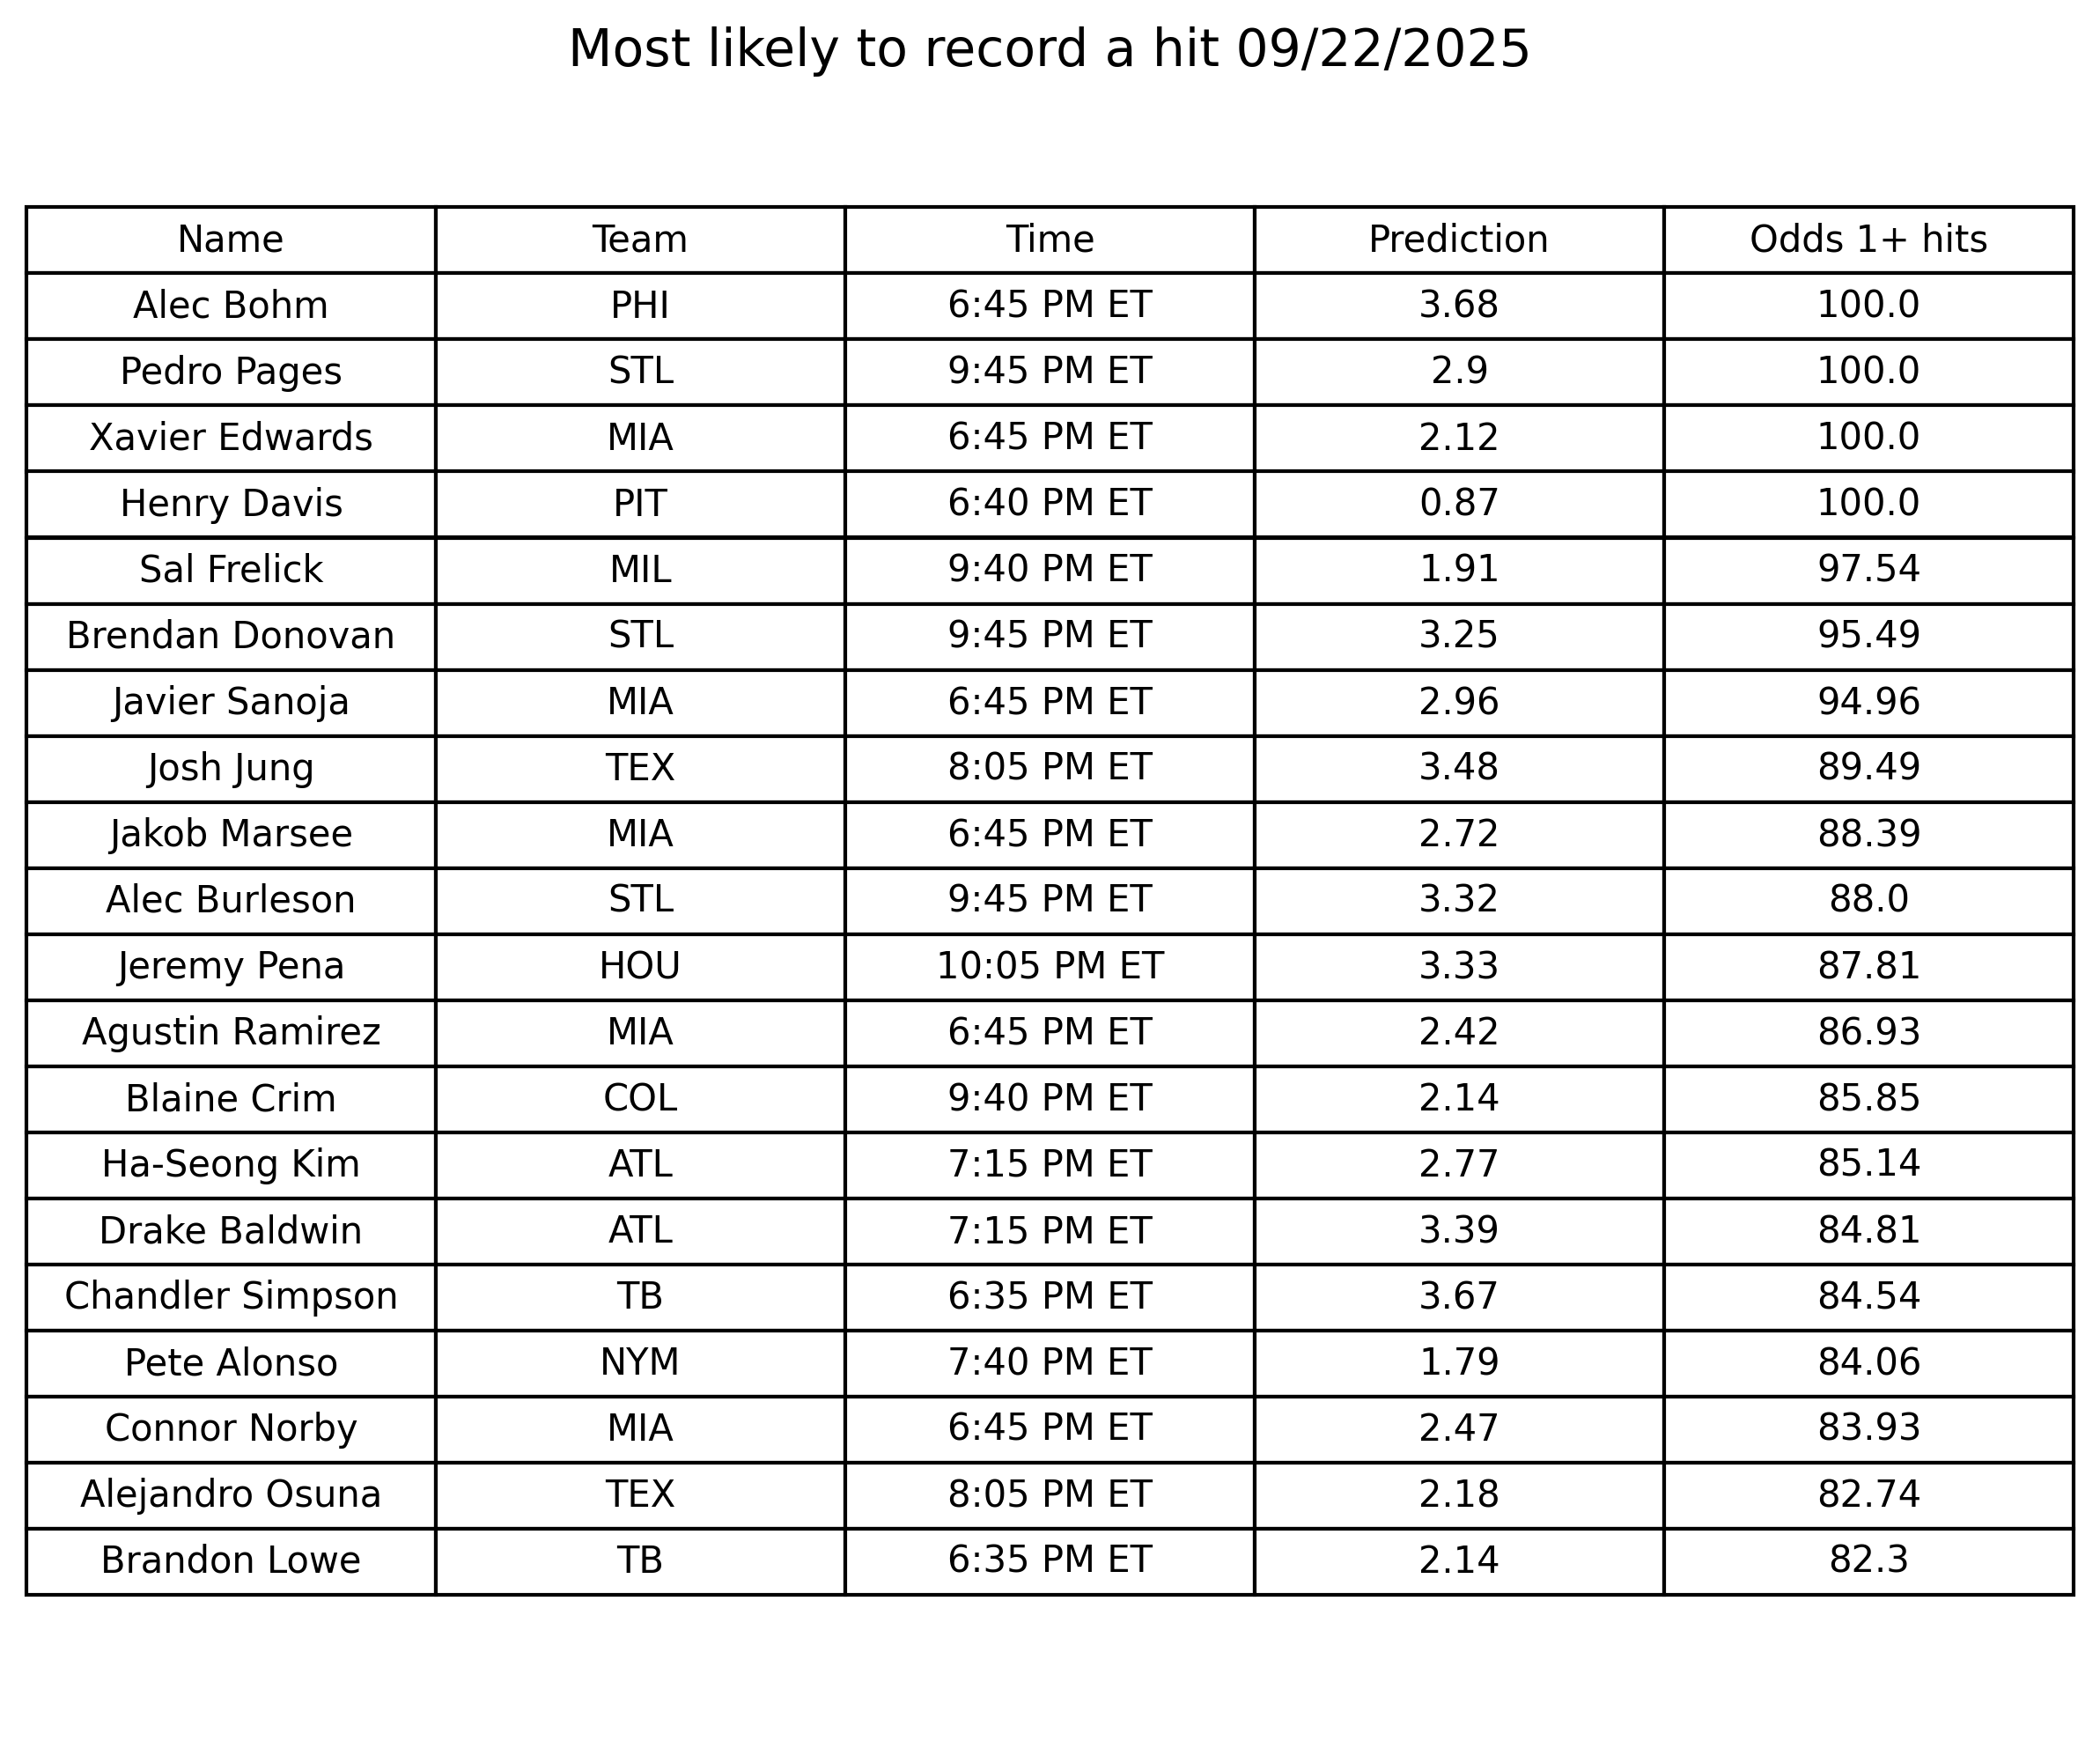 Most likely to record a hit 09/22/2025
Name Team Time Prediction Odds 1+ hits
Alec Bohm PHI 6:45 PM ET 3.68 100.0
Pedro Pages STL 9:45 PM ET 2.9 100.0
Xavier Edwards MIA 6:45 PM ET 2.12 100.0
Henry Davis PIT 6:40 PM ET 0.87 100.0
Sal Frelick MIL 9:40 PM ET 1.91 97.54
Brendan Donovan STL 9:45 PM ET 3.25 95.49
Javier Sanoja MIA 6:45 PM ET 2.96 94.96
Josh Jung TEX 8:05 PM ET 3.48 89.49
Jakob Marsee MIA 6:45 PM ET 2.72 88.39
Alec Burleson STL 9:45 PM ET 3.32 88.0
Jeremy Pena HOU 10:05 PM ET 3.33 87.81
Agustin Ramirez MIA 6:45 PM ET 2.42 86.93
Blaine Crim COL 9:40 PM ET 2.14 85.85
Ha-Seong Kim ATL 7:15 PM ET 2.77 85.14
Drake Baldwin ATL 7:15 PM ET 3.39 84.81
Chandler Simpson TB 6:35 PM ET 3.67 84.54
Pete Alonso NYM 7:40 PM ET 1.79 84.06
Connor Norby MIA 6:45 PM ET 2.47 83.93
Alejandro Osuna TEX 8:05 PM ET 2.18 82.74
Brandon Lowe TB 6:35 PM ET 2.14 82.3